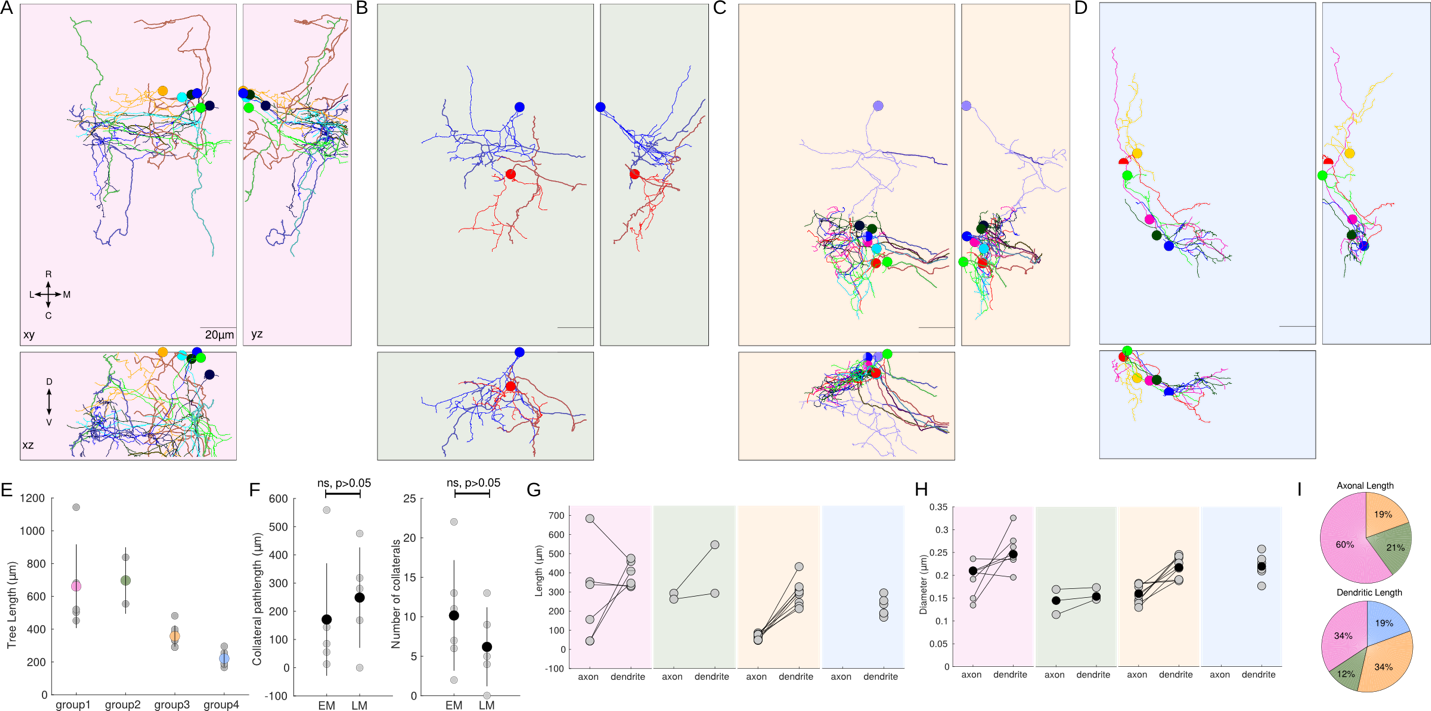 A
B
C
D
R
L
M
C
xy
20µm
yz
D
V
xz
E
Tree Length (µm)
1200
1000
800
600
400
200
0
group1
group2
group3
group4
F
ns, p>0.05
Collateral pathlength (µm)
600
500
400
300
200
100
0
-100
EM
LM
ns, p>0.05
Number of collaterals
25
20
15
10
5
0
EM
LM
G
Length (µm)
700
600
500
400
300
200
100
0
-100
axon
dendrite
axon
dendrite
axon
dendrite
axon
dendrite
H
Diameter (µm)
0.35
0.3
0.25
0.2
0.15
0.1
0.05
0
axon
dendrite
axon
dendrite
axon
dendrite
axon
dendrite
I
Axonal Length
19%
60%
21%
Dendritic Length
34%
19%
12%
34%